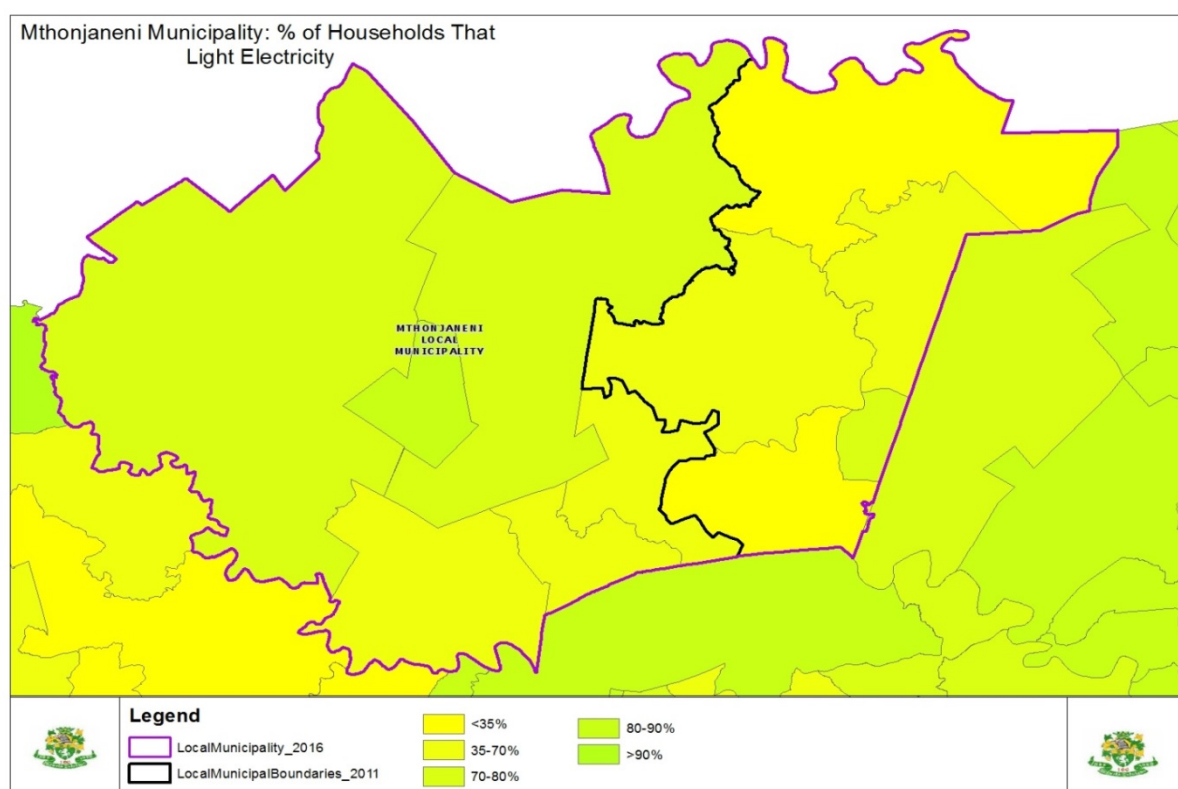 Mthonjaneni Municipality: % of Households That
Light Electricity
MTHONJANENI
LOCAL
MUNICIPALITY
Legend
LocalMunicipality_2016
LocalMunicipalBoundaries_2011
<35%
35-70%
70-80%
80-90%
>90%